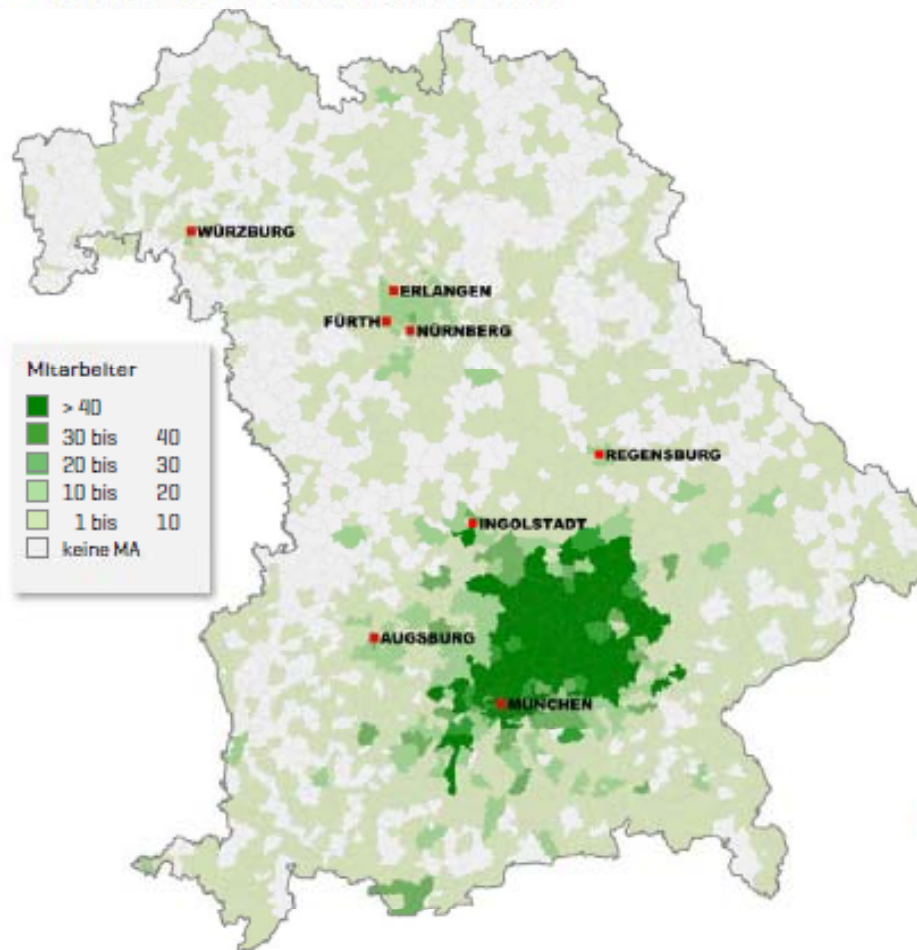 WÜRZBURG
ERLANGEN
FÜRTH
NÜRNBERG
Mitarbeiter
> 40
30 bis 40
20 bis 30
10 bis 20
1 bis 10
keine MA
REGENSBURG
INGOLSTADT
AUGSBURG
MÜNCHEN